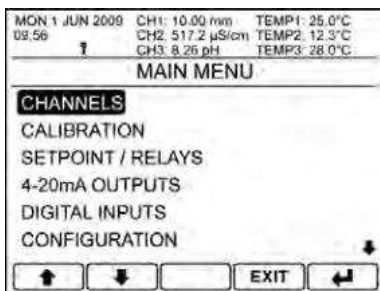 MON 1 JUN 2009 CH1: 10.00 mm TEMP1: 25.0°C
09:56 CH2: 517.2 µS/cm TEMP2: 12.3°C
CH3: 8.26 pH TEMP3: 28.0°C
MAIN MENU
CHANNELS
CALIBRATION
SETPOINT / RELAYS
4-20mA OUTPUTS
DIGITAL INPUTS
CONFIGURATION
EXIT